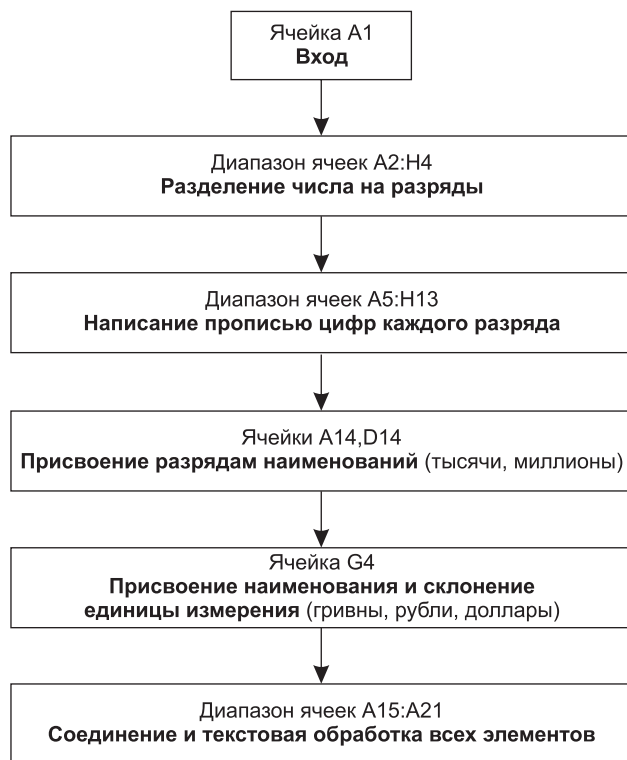 Ячейка A1
Вход
Диапазон ячеек A2:H4
Разделение числа на разряды
Диапазон ячеек A5:H13
Написание прописью цифр каждого разряда
Ячейки A14,D14
Присвоение разрядам наименований (тысячи, миллионы)
Ячейка G4
Присвоение наименования и склонение
единицы измерения (гривны, рубли, доллары)
Диапазон ячеек A15:A21
Соединение и текстовая обработка всех элементов